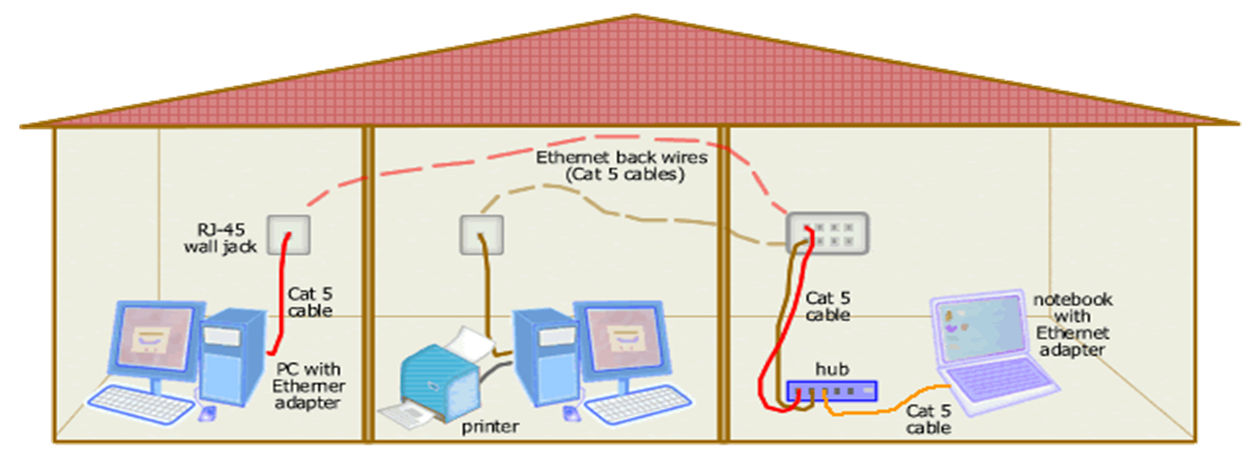 Ethernet back wires
(Cat 5 cables)
RJ-45
wall jack
Cat 5
cable
PC with
Etherner
adapter
printer
Cat 5
cable
hub
notebook
with
Ethernet
adapter
Cat 5
cable